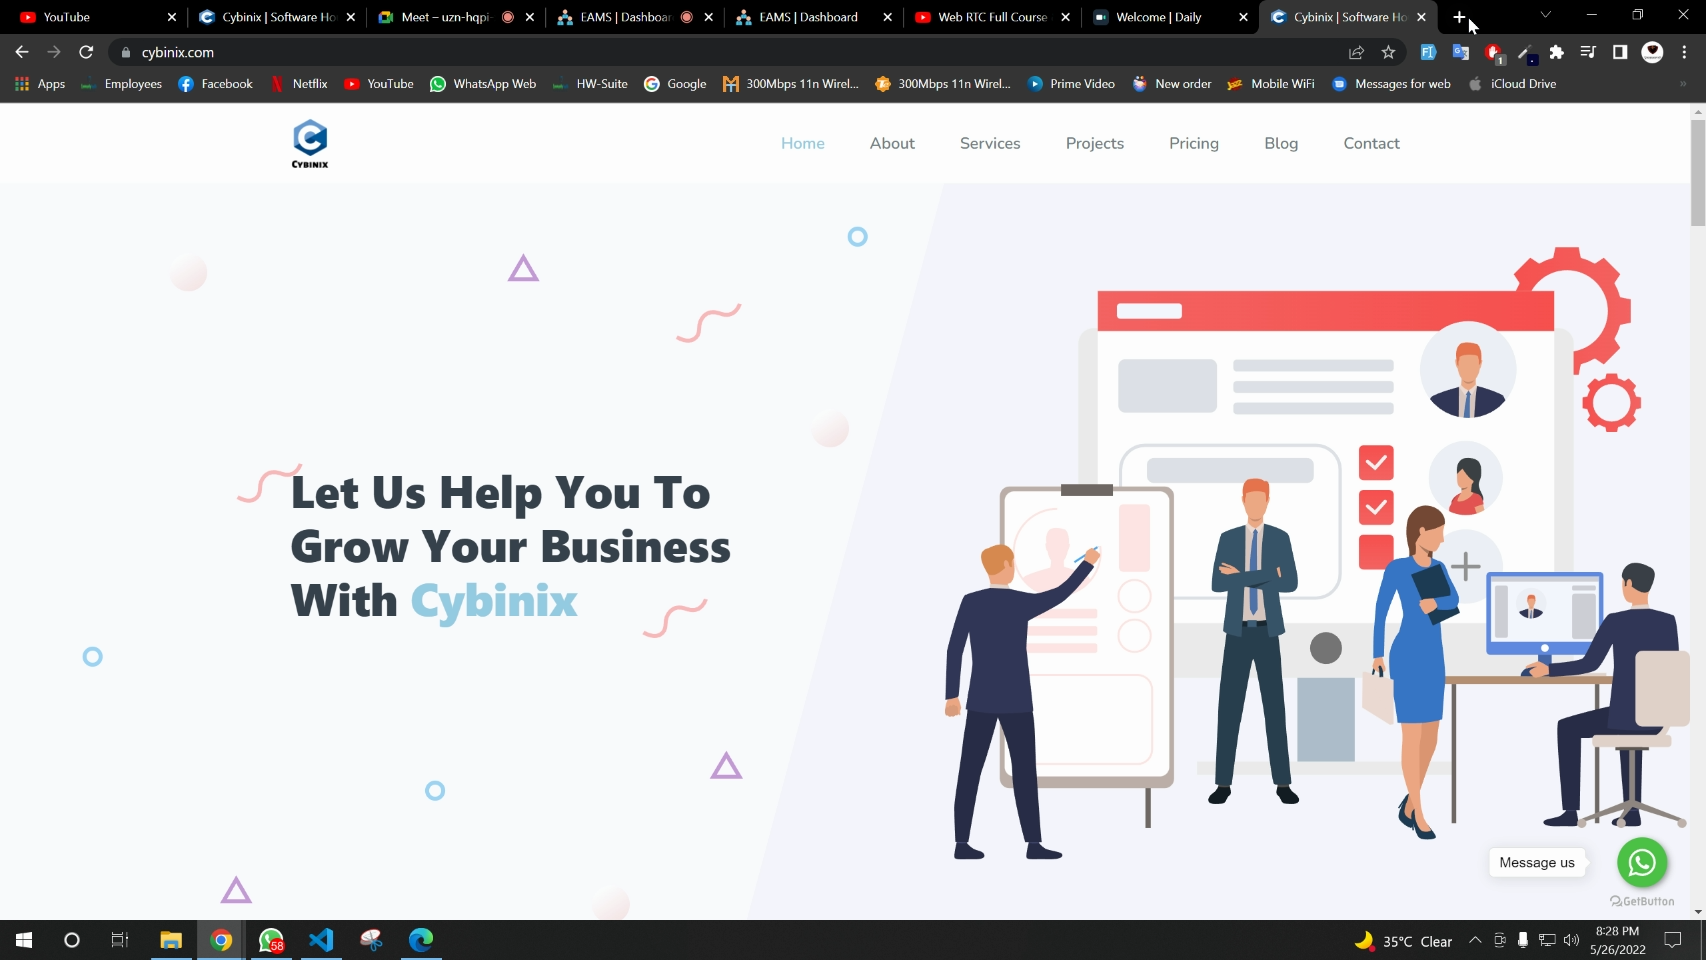 YouTube
Cybinix | Software Ho
Meet – uzn-hqpi-
EAMS | Dashboar
EAMS | Dashboard
Web RTC Full Course
Welcome | Daily
Cybinix | Software Ho
cybinix.com
1
Apps
Employees
Facebook
Netflix
YouTube
WhatsApp Web
HW-Suite
Google
300Mbps 11n Wirel...
300Mbps 11n Wirel...
Prime Video
New order
Mobile WiFi
Messages for web
iCloud Drive
CYBINIX
Home
About
Services
Projects
Pricing
Blog
Contact
Let Us Help You To
Grow Your Business
With Cybinix
Message us
GetButton
58
35°C Clear
8:28 PM
5/26/2022